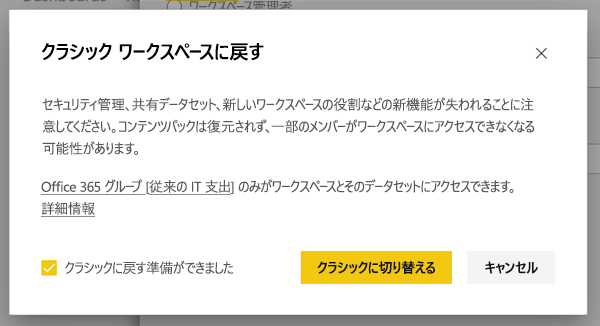 ワークスペース管理者
クラシック ワークスペースに戻す
セキュリティ管理、共有データセット、新しいワークスペースの役割などの新機能が失われることに注
意してください。コンテンツパックは復元されず、一部のメンバーがワークスペースにアクセスできなくなる
可能性があります。
Office 365 グループ [従来の IT 支出] のみがワークスペースとそのデータセットにアクセスできます。
詳細情報
クラシックに戻す準備ができました
クラシックに切り替える
キャンセル